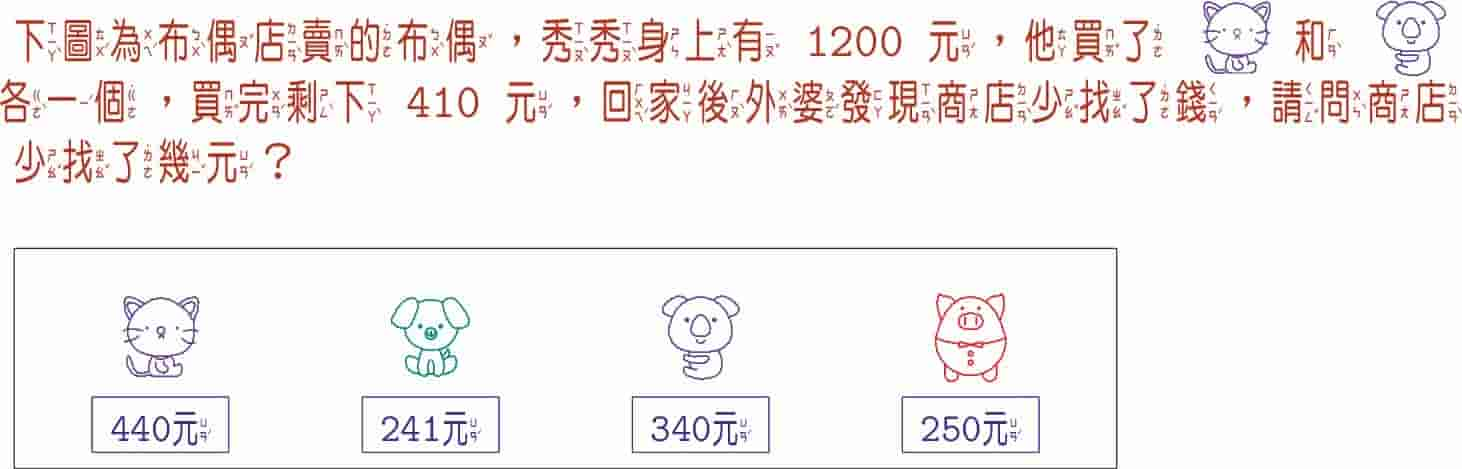 下圖為布偶店賣的布偶，秀秀身上有 1200 元，他買了 和
各一個，買完剩下 410 元，回家後外婆發現商店少找了錢，請問商店
少找了幾元？
440元 241元 340元 250元